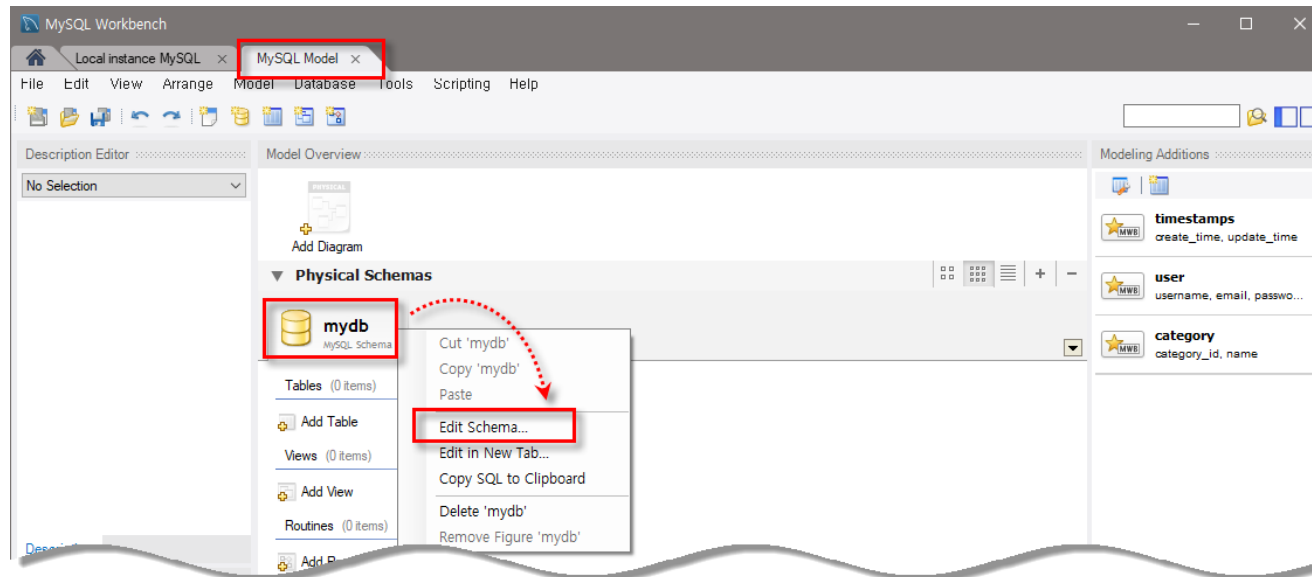 MySQL Workbench
Local instance MySQL
MySQL Model
File Edit View Arrange Model Database Tools Scripting Help
Description Editor
Model Overview
Modeling Additions
No Selection
PHYSICAL
Add Diagram
Physical Schemas
mydb
MySQL Schema
Tables (0 items)
Add Table
Views (0 items)
Add View
Routines (0 items)
Add
Cut 'mydb'
Copy 'mydb'
Paste
Edit Schema...
Edit in New Tab...
Copy SQL to Clipboard
Delete 'mydb'
Remove Figure 'mydb'
MWB
timestamps
create_time, update_time
MWB
user
username, email, passwo...
MWB
category
category_id, name